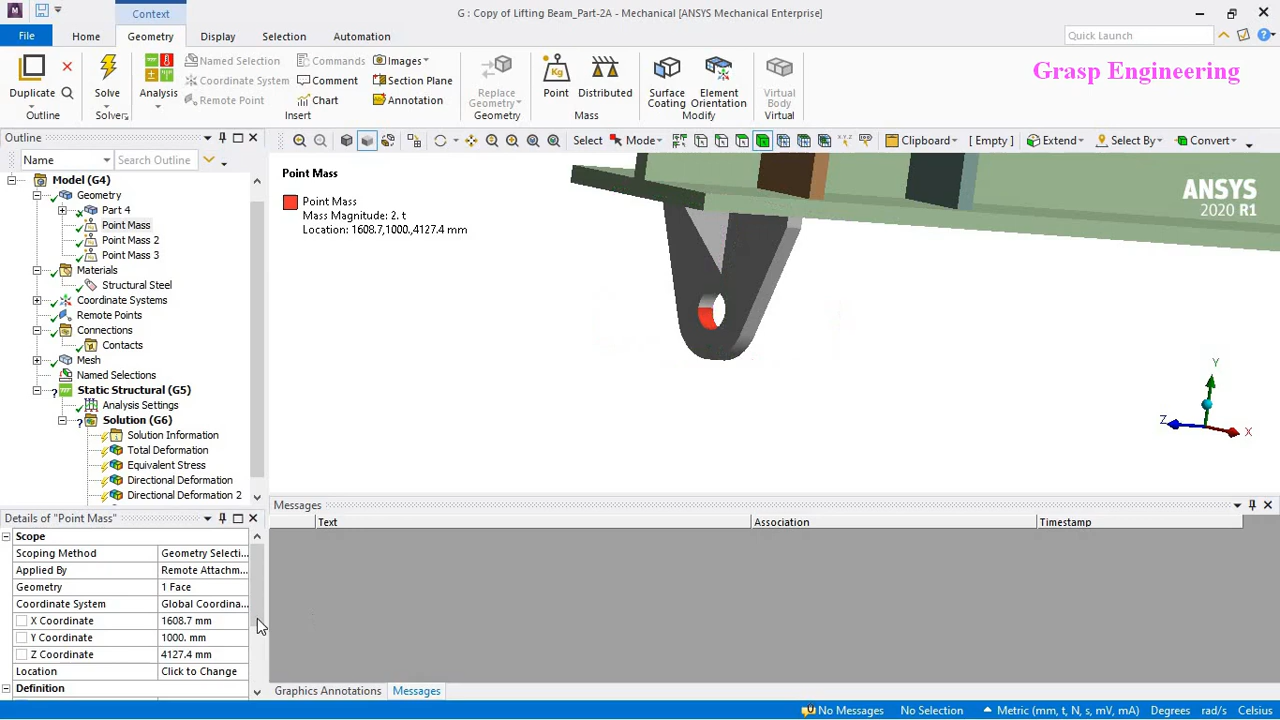 G : Copy of Lifting Beam_Part-2A - Mechanical [ANSYS Mechanical Enterprise]
Context
File
Home
Geometry
Display
Selection
Automation
Quick Launch
Duplicate
Outline
Solve
Solvers
Analysis
Named Selection
Coordinate System
Remote Point
Commands
Comment
Chart
Images
Section Plane
Annotation
Insert
Replace
Geometry
Geometry
Point
Distributed
Mass
Surface
Coating
Element
Orientation
Modify
Virtual
Body
Virtual
Grasp Engineering
Outline
Select
Mode
Clipboard
[ Empty ]
Extend
Select By
Convert
Name
Search Outline
Model (G4)
Geometry
Part 4
Point Mass
Point Mass 2
Point Mass 3
Materials
Structural Steel
Coordinate Systems
Remote Points
Connections
Contacts
Mesh
Named Selections
Static Structural (G5)
Analysis Settings
Solution (G6)
Solution Information
Total Deformation
Equivalent Stress
Directional Deformation
Directional Deformation 2
Point Mass
Point Mass
Mass Magnitude: 2. t
Location: 1608.7,1000,,4127.4 mm
ANSYS
2020 R1
Y
Z
X
Details of "Point Mass"
Scope
Scoping Method Geometry Selecti...
Applied By Remote Attachm...
Geometry 1 Face
Coordinate System Global Coordina...
X Coordinate 1608.7 mm
Y Coordinate 1000. mm
Z Coordinate 4127.4 mm
Location Click to Change
Definition
Messages
Text Association Timestamp
Graphics Annotations Messages
No Messages No Selection Metric (mm, t, N, s, mV, mA) Degrees rad/s Celsius